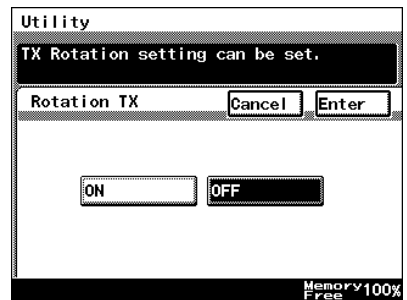 Utility
TX Rotation setting can be set.
Rotation TX Cancel Enter
ON OFF
Memory
Free 100%